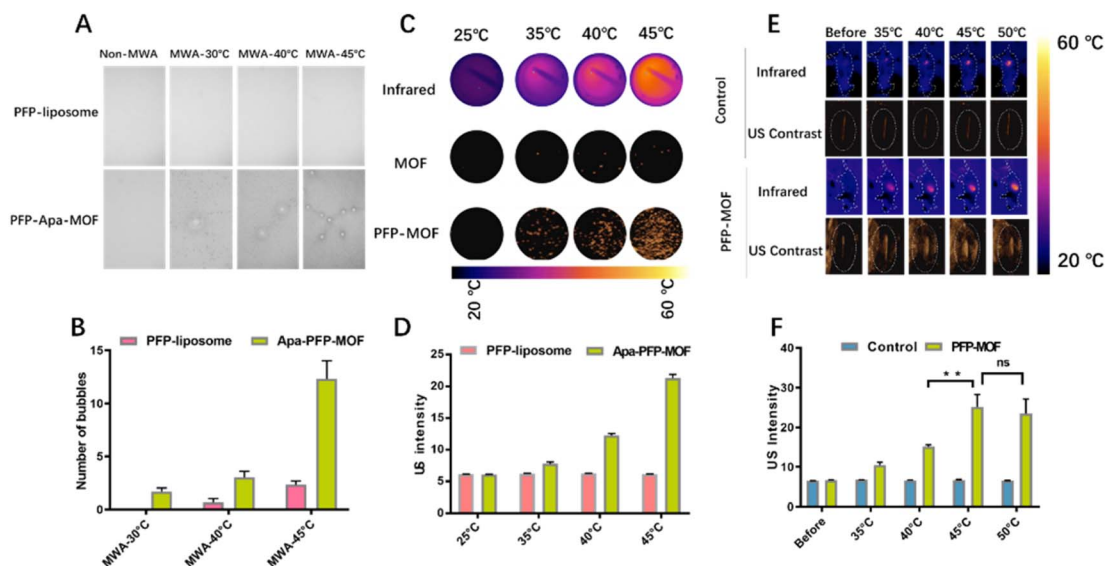 A
Non-MWA MWA-30°C MWA-40°C MWA-45°C
PFP-liposome
PFP-Apa-MOF
B
PFP-liposome Apa-PFP-MOF
Number of bubbles
15
10
5
0
MWA-30°C MWA-40°C MWA-45°C
C
25°C 35°C 40°C 45°C
Infrared
MOF
PFP-MOF
20 °C 60 °C
D
PFP-liposome Apa-PFP-MOF
US intensity
25
20
15
10
5
0
25°C 35°C 40°C 45°C
E
Before 35°C 40°C 45°C 50°C
Control
Infrared
US Contrast
PFP-MOF
Infrared
US Contrast
60 °C
20 °C
F
Control PFP-MOF
US Intensity
40
30
20
10
0
* * ns
Before 35°C 40°C 45°C 50°C